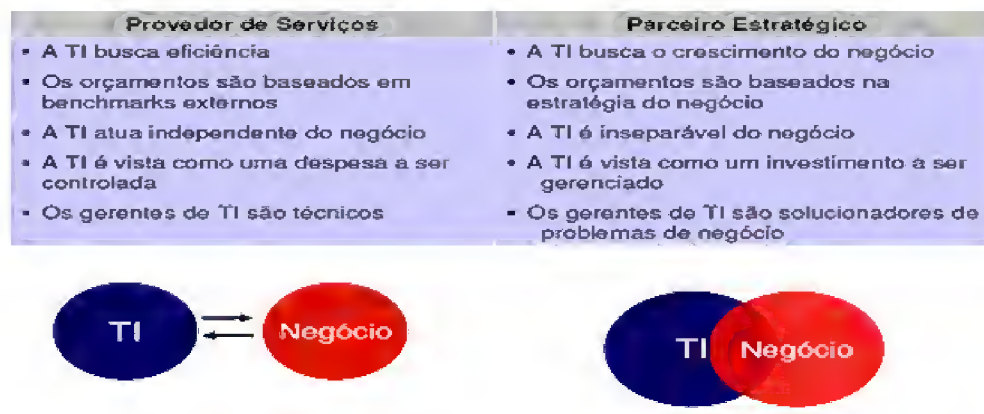 Provedor de Serviços
• A TI busca eficiência
• Os orçamentos são baseados em
benchmarks externos
• A TI atua independente do negócio
• A TI é vista como uma despesa a ser
controlada
• Os gerentes de TI são técnicos
Parceiro Estratégico
• A TI busca o crescimento do negócio
• Os orçamentos são baseados na
estratégia do negócio
• A TI é inseparável do negócio
• A TI é vista como um investimento a ser
gerenciado
• Os gerentes de TI são solucionadores de
problemas de negócio
TI
Negócio
TI
Negócio